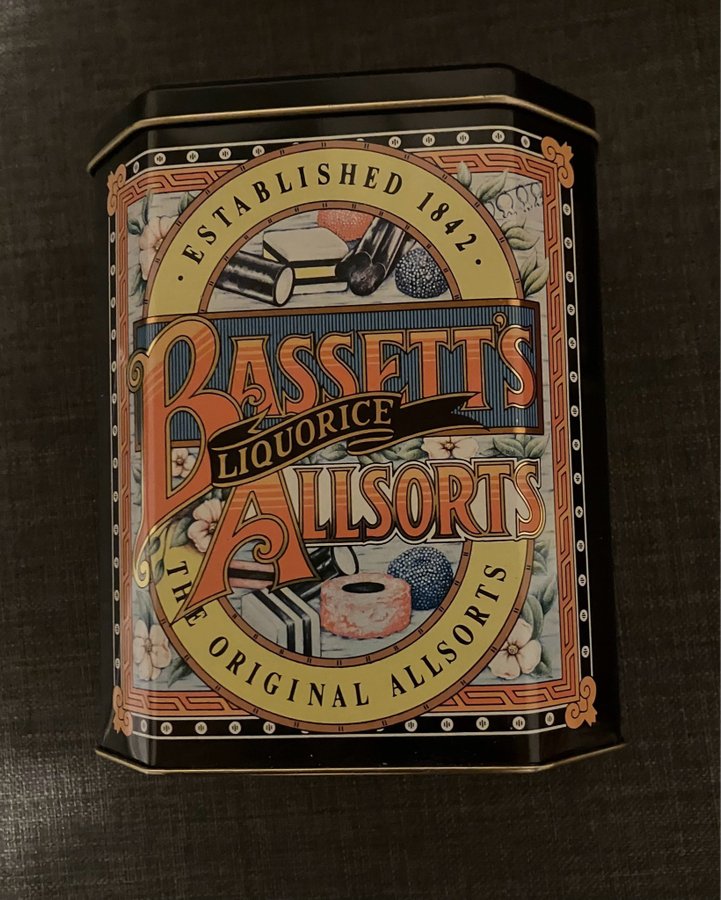 · ESTABLISHED 1842 ·
BASSETT'S
LIQUORICE
ALLSORTS
THE ORIGINAL ALLSORTS